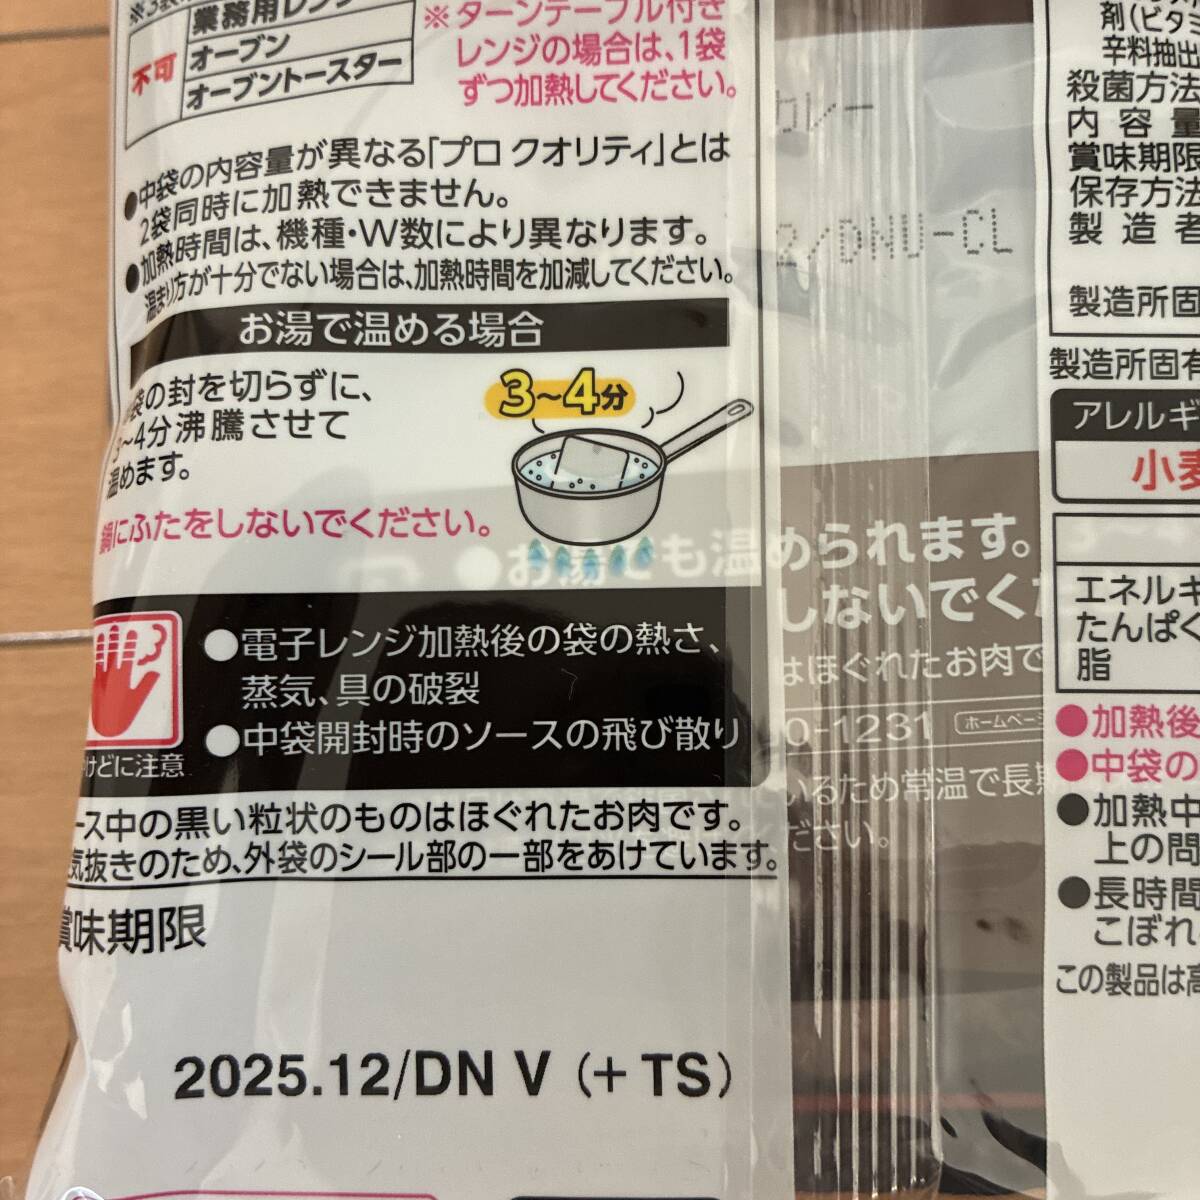 業務用レンジ
不可
オーブン
オーブントースター
※ターンテーブル付き
レンジの場合は、1袋
ずつ加熱してください。
●中袋の内容量が異なる「プロ クオリティ」とは
2袋同時に加熱できません。
●加熱時間は、機種・W数により異なります。
温まり方が十分でない場合は、加熱時間を加減してください。
お湯で温める場合
袋の封を切らずに、
3〜4分沸騰させて
温めます。
3〜4分
鍋にふたをしないでください。
●お湯でも温められます。
しないでくだ
●電子レンジ加熱後の袋の熱さ、
蒸気、具の破裂
●中袋開封時のソースの飛び散り
けどに注意
はほぐれたお肉で
0-1231
ホームページ
いるため常温で長期
ださい。
ース中の黒い粒状のものはほぐれたお肉です。
気抜きのため、外袋のシール部の一部をあけています。
賞味期限
2025.12/DN V (+TS)
2/DNU-CL
剤(ビタミ
辛料抽出
殺菌方法
内容量
賞味期限
保存方法
製造者
製造所固
製造所固有
アレルギ
小麦
エネルギ
たんぱく
脂
●加熱後
●中袋の
●加熱中
上の問
●長時間
こぼれ
この製品は高